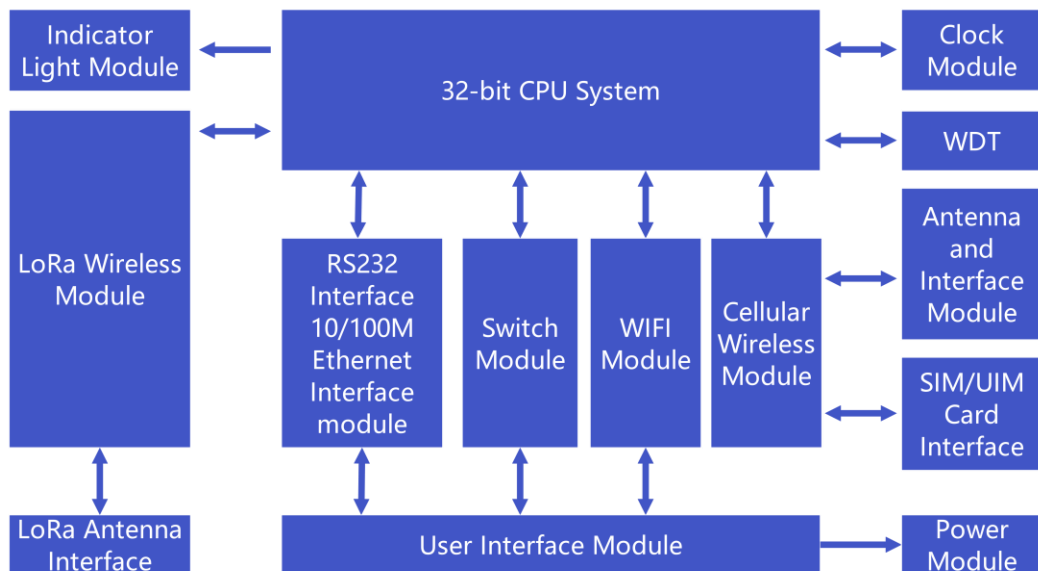 Indicator
Light Module
32-bit CPU System
Clock
Module
WDT
LoRa Wireless
Module
RS232
Interface
10/100M
Ethernet
Interface
module
Switch
Module
WIFI
Module
Cellular
Wireless
Module
Antenna
and
Interface
Module
SIM/UIM
Card
Interface
LoRa Antenna
Interface
User Interface Module
Power
Module